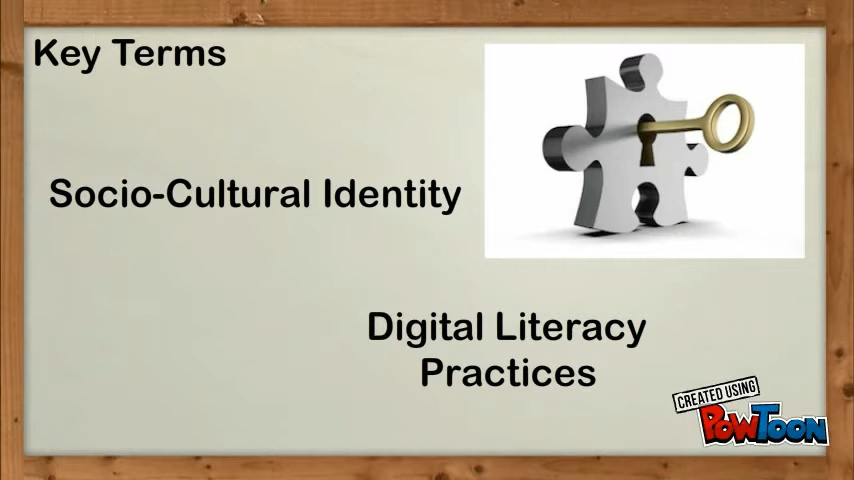 Key Terms
Socio-Cultural Identity
Digital Literacy
Practices
CREATED USING
POWTOON